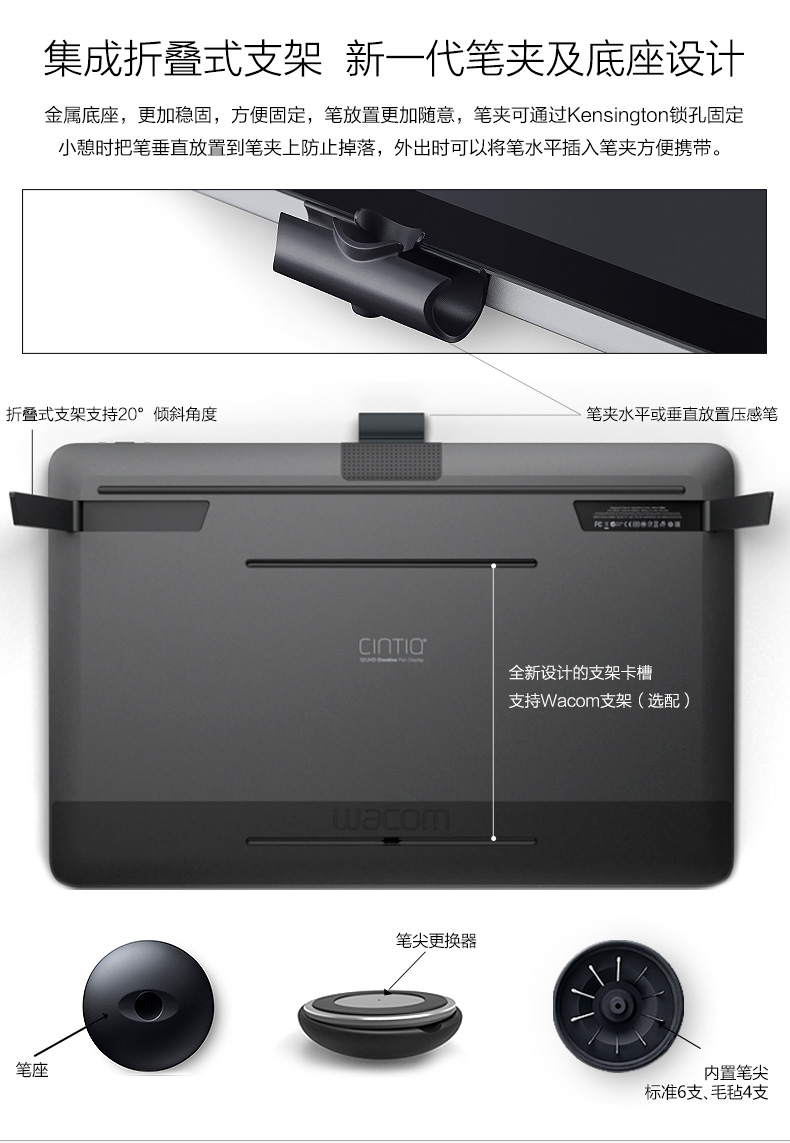 集成折叠式支架 新一代笔夹及底座设计
金属底座，更加稳固，方便固定，笔放置更加随意，笔夹可通过Kensington锁孔固定
小憩时把笔垂直放置到笔夹上防止掉落，外出时可以将笔水平插入笔夹方便携带。
折叠式支架支持20°倾斜角度
笔夹水平或垂直放置压感笔
CINTIQ
全新设计的支架卡槽
支持Wacom支架（选配）
wacom
笔尖更换器
笔座
内置笔尖
标准6支、毛毡4支